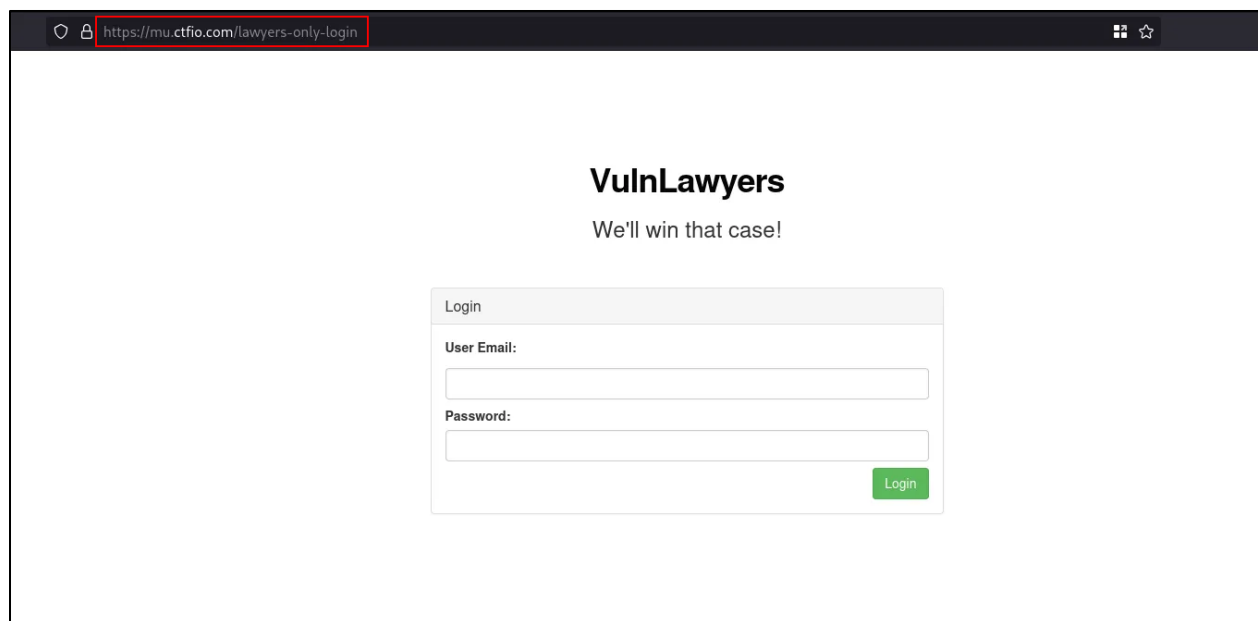 https://mu.ctfio.com/lawyers-only-login
VulnLawyers
We'll win that case!
Login
User Email:
Password:
Login